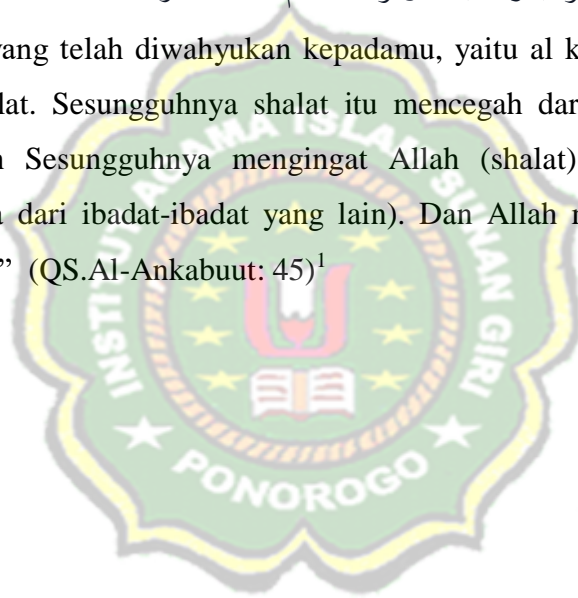 yang telah diwahyukan kepadamu, yaitu al k
lat. Sesungguhnya shalat itu mencegah dar
Sesungguhnya mengingat Allah (shalat)
dari ibadat-ibadat yang lain). Dan Allah
” (QS.Al-Ankabuut: 45)1
INSTITUT AGAMA ISLAM SUNAN GIRI
PONOROGO